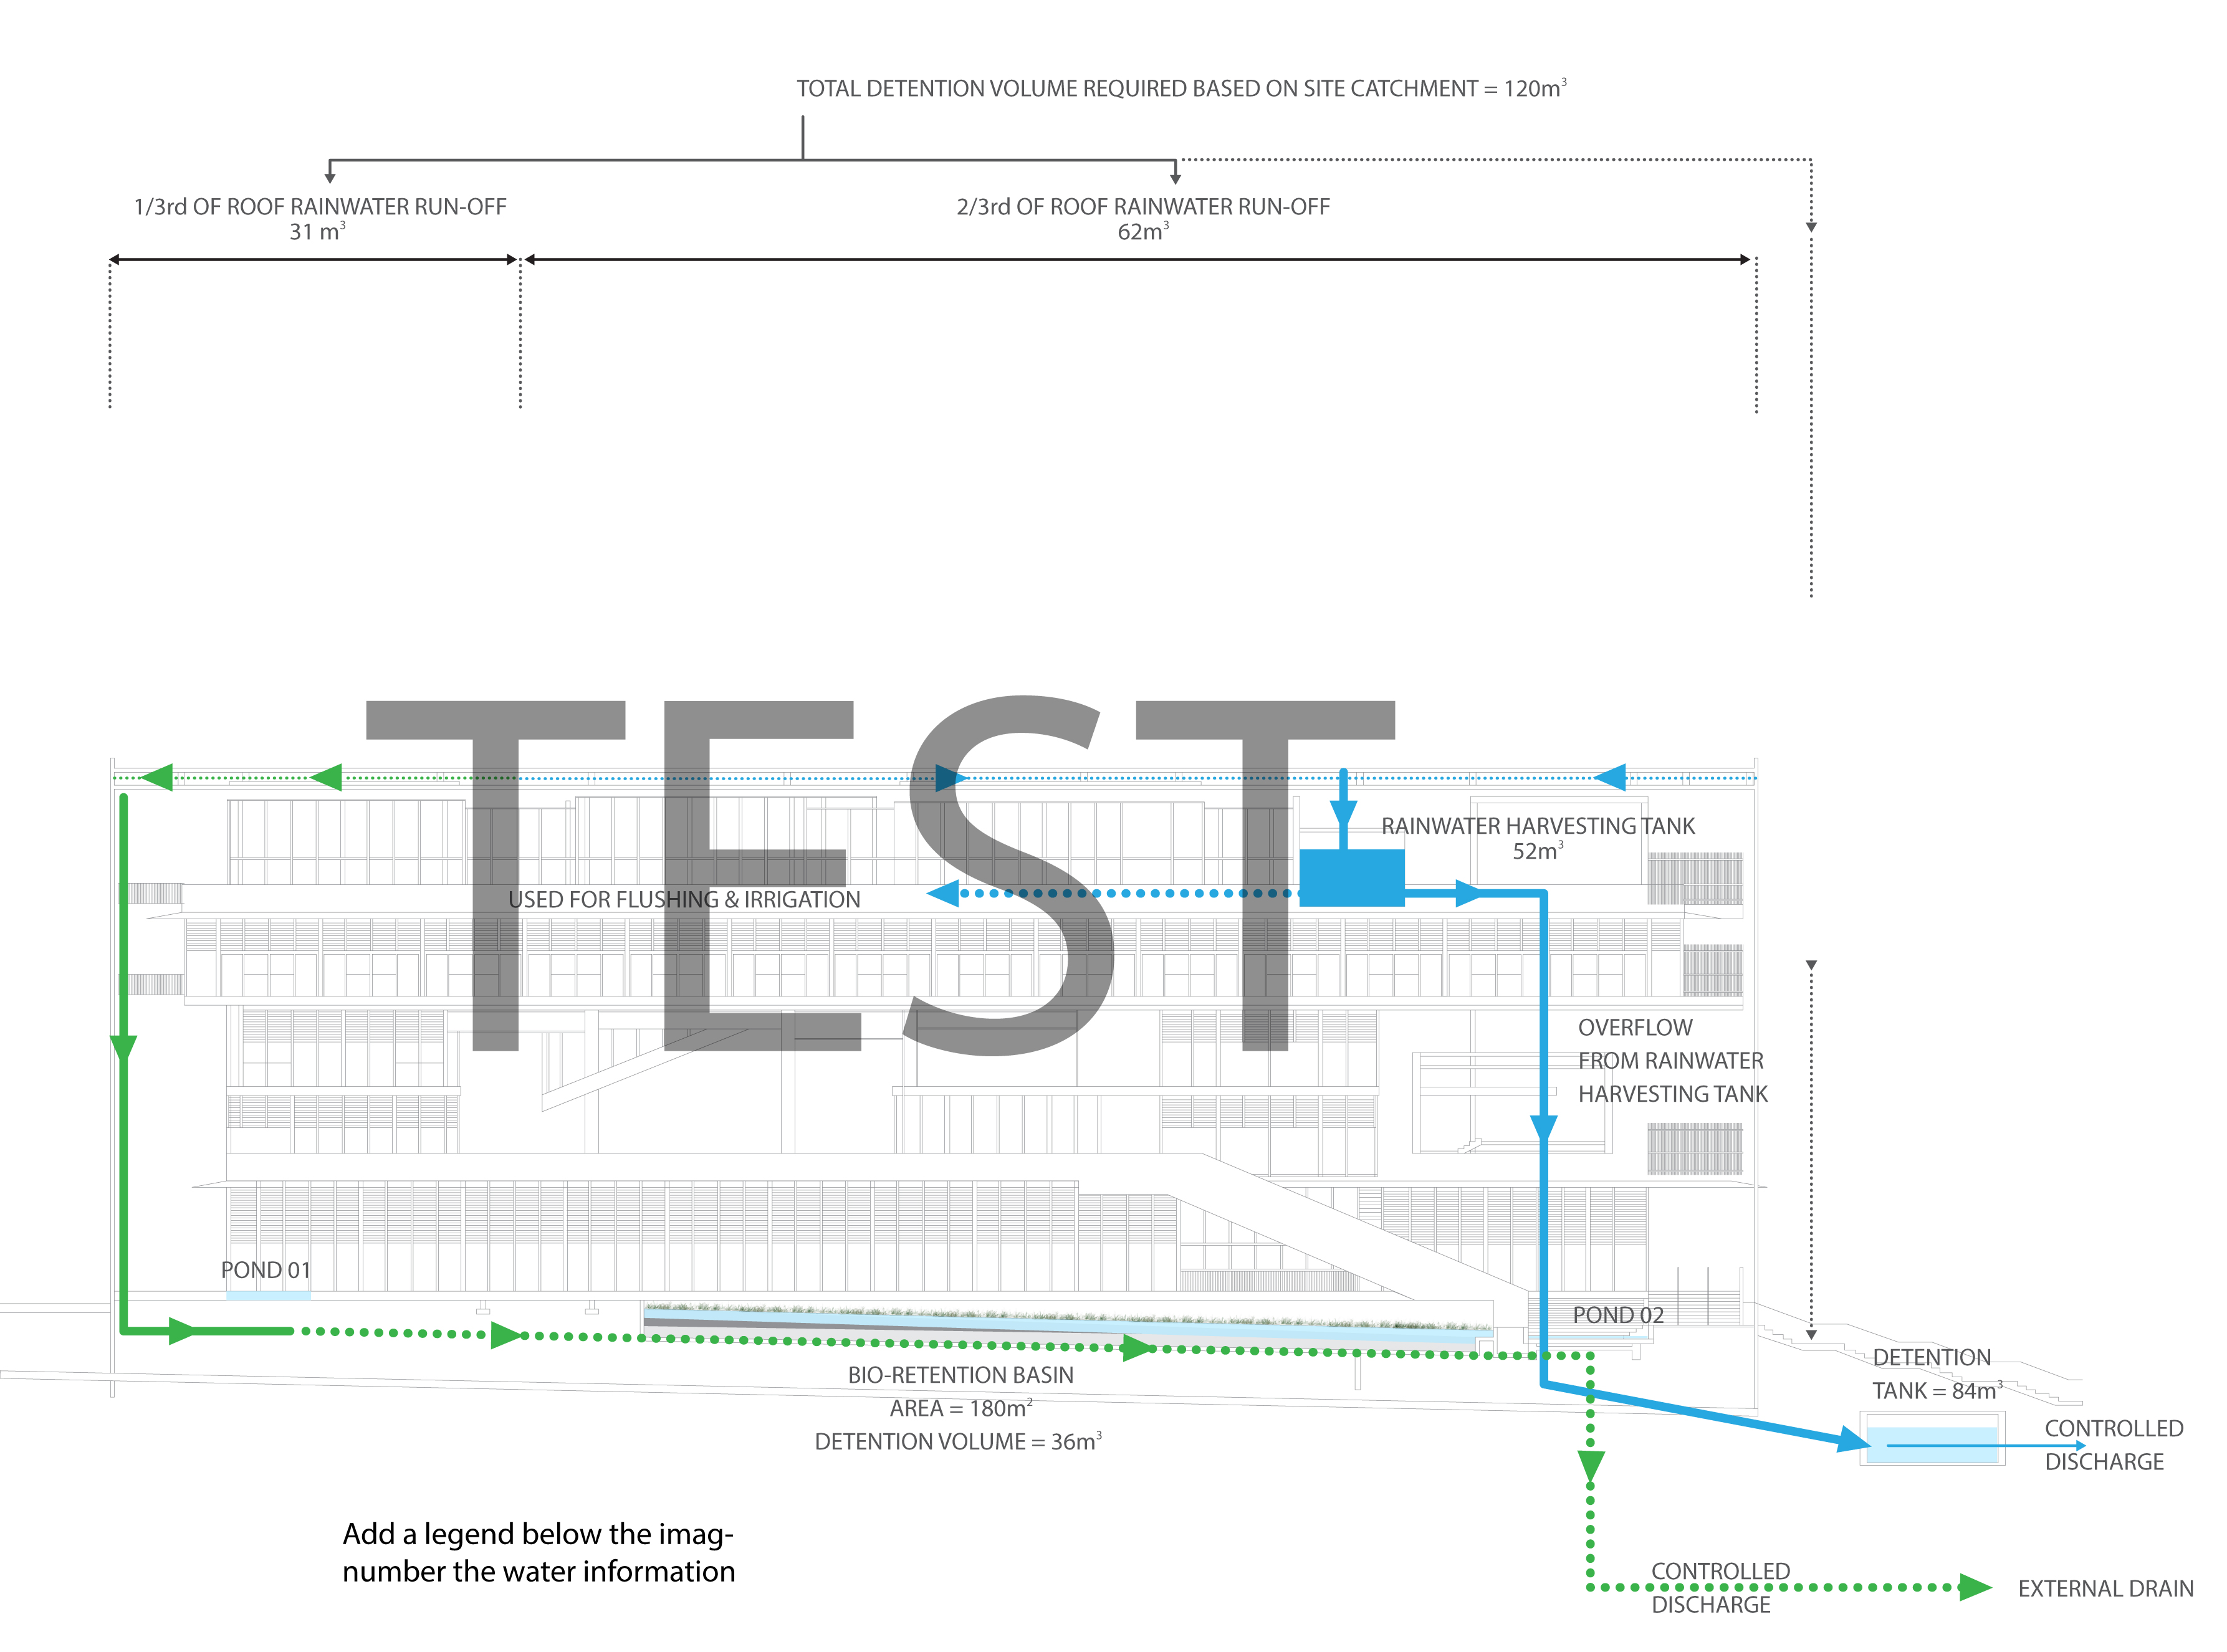 TOTAL DETENTION VOLUME REQUIRED BASED ON SITE CATCHMENT = 120m³
1/3rd OF ROOF RAINWATER RUN-OFF
31 m³
2/3rd OF ROOF RAINWATER RUN-OFF
62m³
TEST
RAINWATER HARVESTING TANK
52m³
USED FOR FLUSHING & IRRIGATION
OVERFLOW
FROM RAINWATER
HARVESTING TANK
POND 01
POND 02
BIO-RETENTION BASIN
AREA = 180m²
DETENTION VOLUME = 36m³
DETENTION
TANK = 84m³
CONTROLLED
DISCHARGE
Add a legend below the imag-
number the water information
CONTROLLED
DISCHARGE
EXTERNAL DRAIN